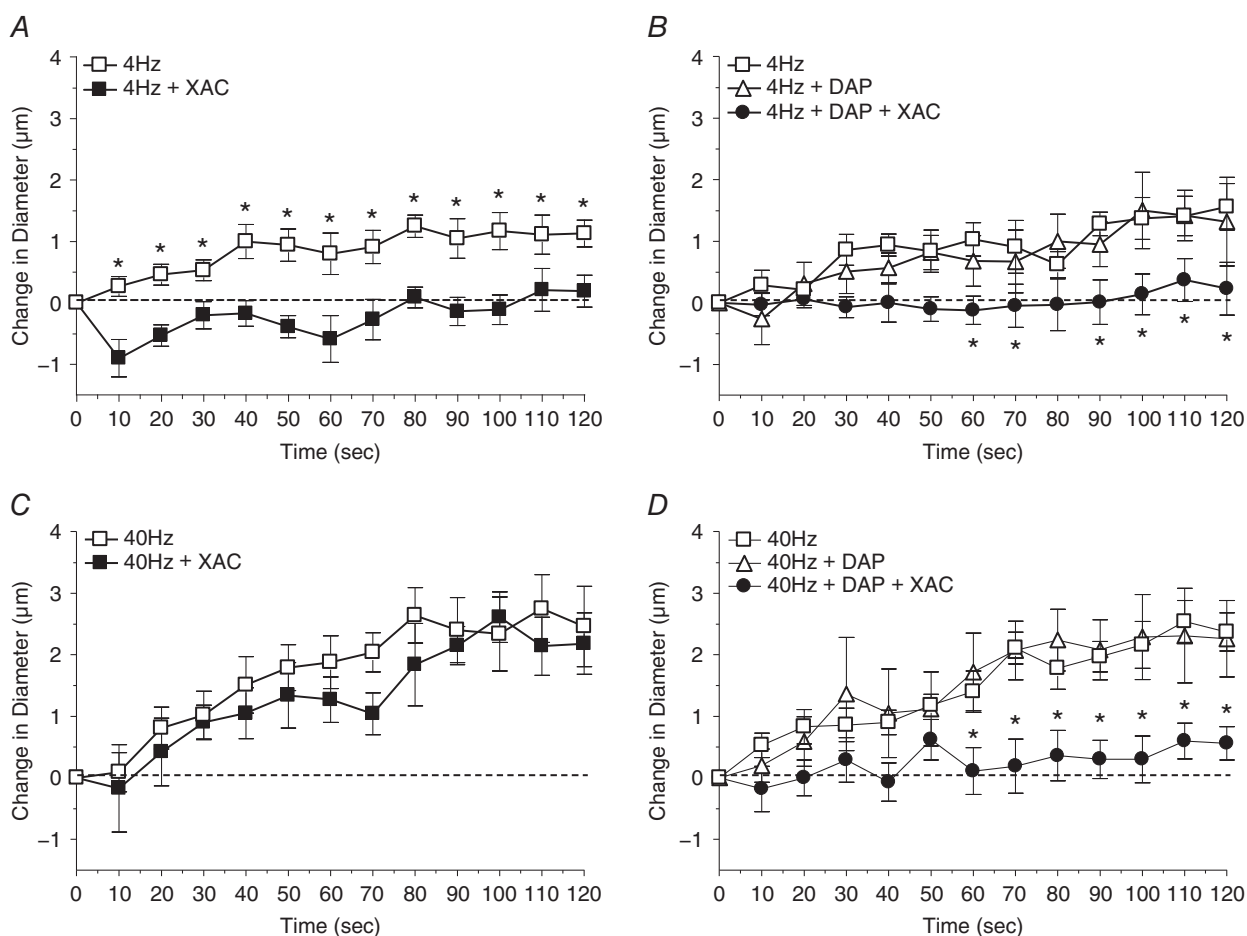 A
4Hz
4Hz + XAC
Change in Diameter (µm)
4
3
2
1
0
−1
* * * * * * * * * * * *
0 10 20 30 40 50 60 70 80 90 100 110 120
Time (sec)
B
4Hz
4Hz + DAP
4Hz + DAP + XAC
Change in Diameter (µm)
4
3
2
1
0
−1
* * * * * *
0 10 20 30 40 50 60 70 80 90 100 110 120
Time (sec)
C
40Hz
40Hz + XAC
Change in Diameter (µm)
4
3
2
1
0
−1
0 10 20 30 40 50 60 70 80 90 100 110 120
Time (sec)
D
40Hz
40Hz + DAP
40Hz + DAP + XAC
Change in Diameter (µm)
4
3
2
1
0
−1
* * * * * * *
0 10 20 30 40 50 60 70 80 90 100 110 120
Time (sec)